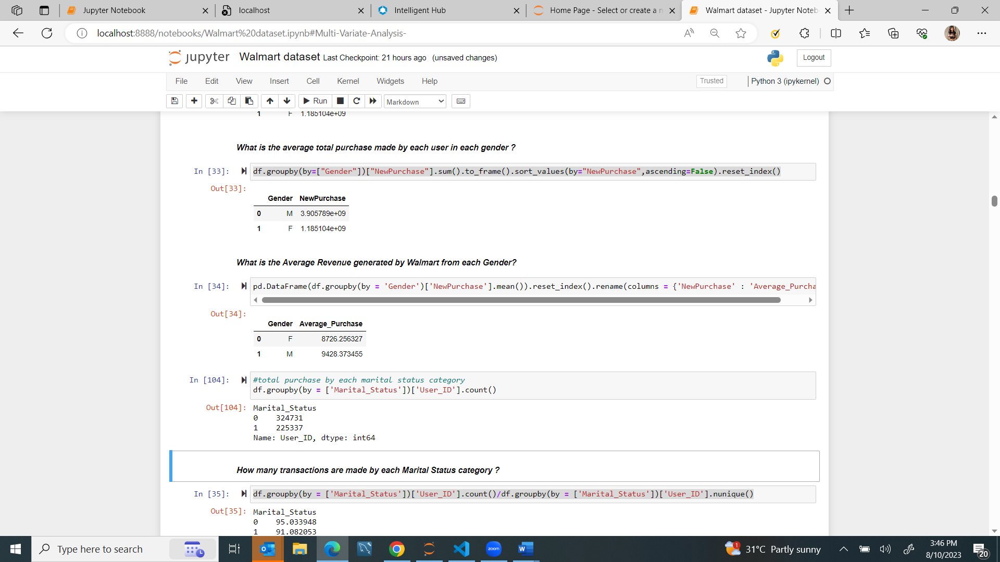 Jupyter Notebook
localhost
Intelligent Hub
Home Page - Select or create a n
Walmart dataset - Jupyter Noteb
localhost:8888/notebooks/Walmart%20dataset.ipynb#Multi-Variate-Analysis-
jupyter Walmart dataset Last Checkpoint: 21 hours ago (unsaved changes)
Logout
File Edit View Insert Cell Kernel Widgets Help
Trusted
Python 3 (ipykernel)
Run
Markdown
1 F 1.185104e+09
What is the average total purchase made by each user in each gender ?
In [33]: df.groupby(by=["Gender"])["NewPurchase"].sum().to_frame().sort_values(by="NewPurchase",ascending=False).reset_index()
Out[33]:
Gender NewPurchase
0 M 3.905789e+09
1 F 1.185104e+09
What is the Average Revenue generated by Walmart from each Gender?
In [34]: pd.DataFrame(df.groupby(by = 'Gender')['NewPurchase'].mean()).reset_index().rename(columns = {'NewPurchase' : 'Average_Purcha
Out[34]:
Gender Average_Purchase
0 F 8726.256327
1 M 9428.373455
In [104]: #total purchase by each marital status category
df.groupby(by = ['Marital_Status'])['User_ID'].count()
Out[104]: Marital_Status
0 324731
1 225337
Name: User_ID, dtype: int64
How many transactions are made by each Marital Status category ?
In [35]: df.groupby(by = ['Marital_Status'])['User_ID'].count()/df.groupby(by = ['Marital_Status'])['User_ID'].nunique()
Out[35]: Marital_Status
0 95.033948
1 91.082053
Type here to search
zoom
1
31°C Partly sunny
3:46 PM
8/10/2023
20